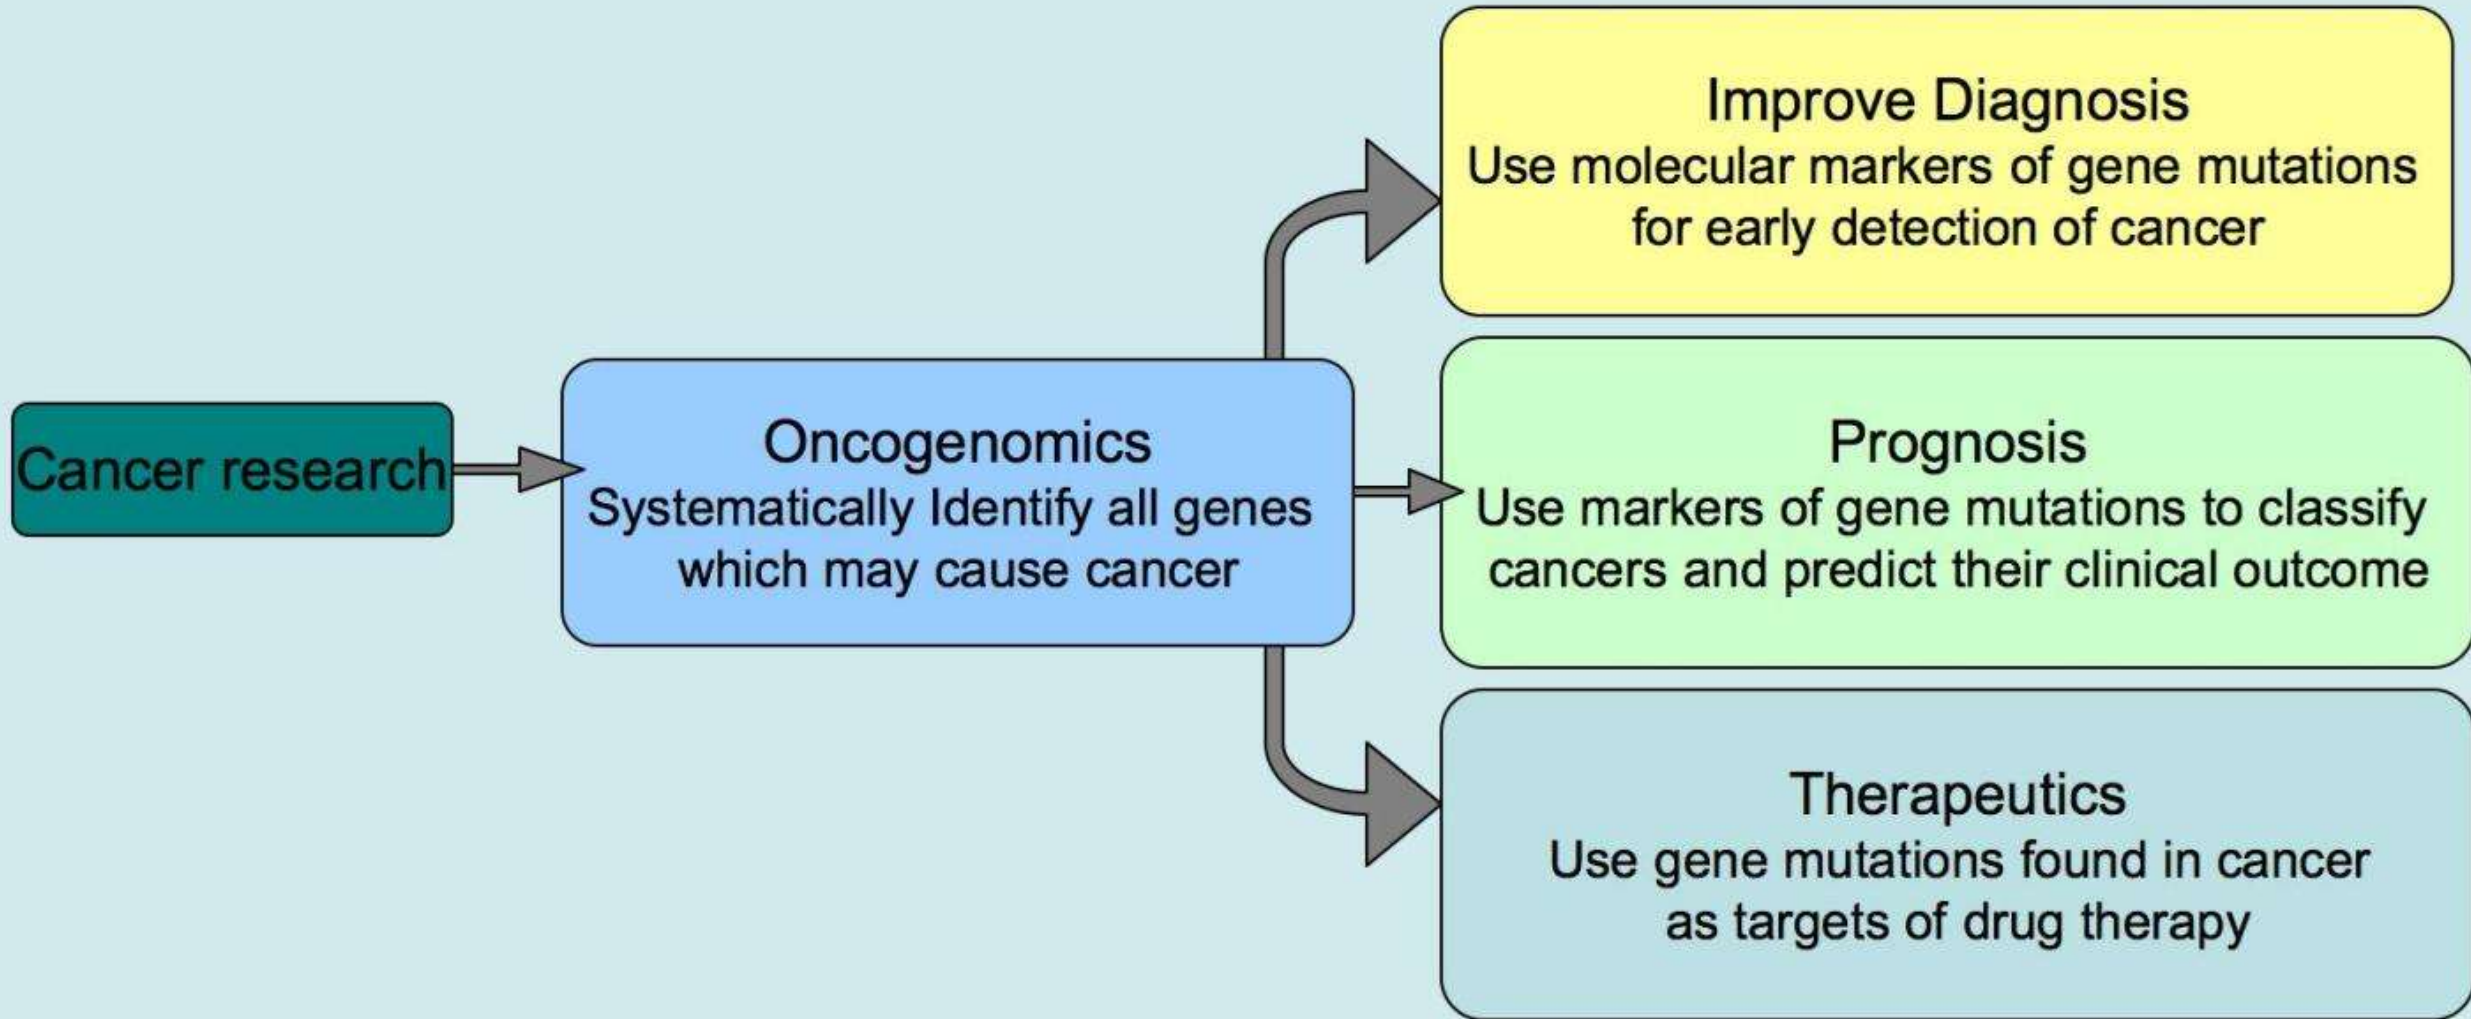 Cancer research
Oncogenomics
Systematically Identify all genes
which may cause cancer
Improve Diagnosis
Use molecular markers of gene mutations
for early detection of cancer
Prognosis
Use markers of gene mutations to classify
cancers and predict their clinical outcome
Therapeutics
Use gene mutations found in cancer
as targets of drug therapy